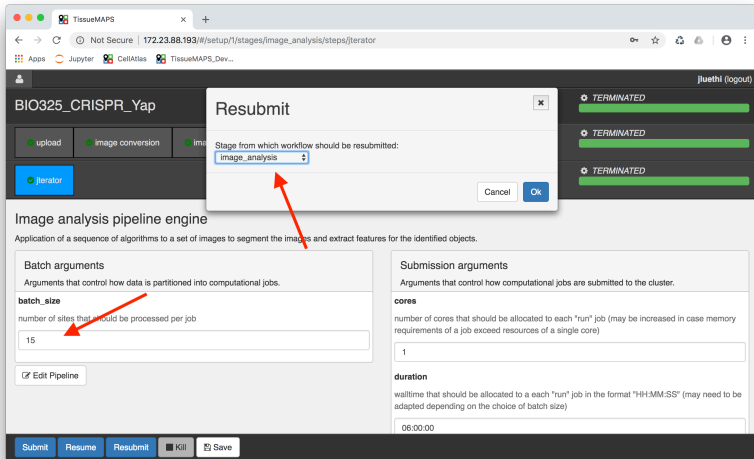 TissueMAPS
Not Secure | 172.23.88.193/#/setup/1/stages/image_analysis/steps/jterator
Apps Jupyter CellAtlas TissueMAPS_Dev...
jluethi (logout)
BIO325_CRISPR_Yap
TERMINATED
Resubmit
Stage from which workflow should be resubmitted:
image_analysis
Cancel Ok
upload image conversion ima
TERMINATED
jterator
TERMINATED
Image analysis pipeline engine
Application of a sequence of algorithms to a set of images to segment the images and extract features for the identified objects.
Batch arguments
Arguments that control how data is partitioned into computational jobs.
batch_size
number of sites that should be processed per job
15
Edit Pipeline
Submission arguments
Arguments that control how computational jobs are submitted to the cluster.
cores
number of cores that should be allocated to each "run" job (may be increased in case memory
requirements of a job exceed resources of a single core)
1
duration
walltime that should be allocated to a each "run" job in the format "HH:MM:SS" (may need to be
adapted depending on the choice of batch size)
06:00:00
Submit Resume Resubmit Kill Save